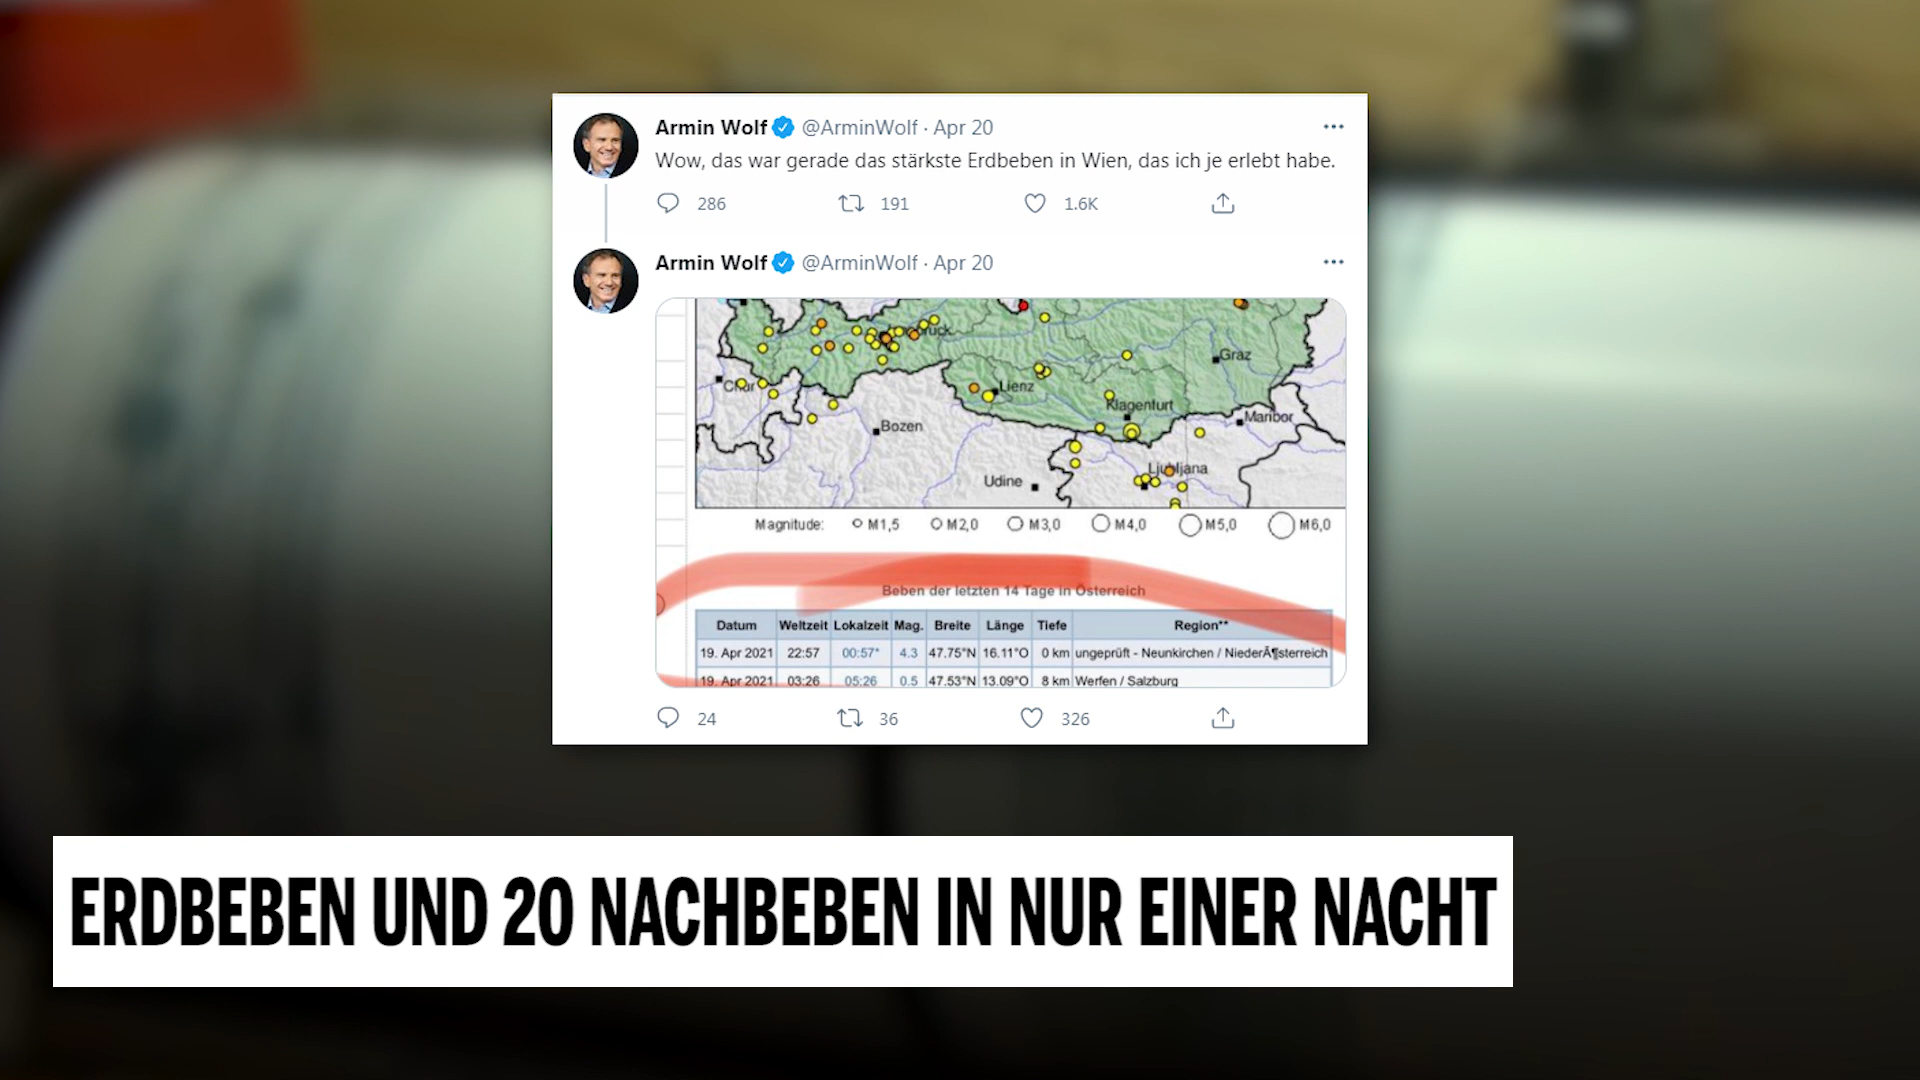 Armin Wolf @ArminWolf · Apr 20
Wow, das war gerade das stärkste Erdbeben in Wien, das ich je erlebt habe.
286 191 1.6K
Armin Wolf @ArminWolf · Apr 20
Innsbruck
Graz
Chur
Lienz
Klagenfurt
Maribor
Bozen
Ljubljana
Udine
Magnitude: M1,5 M2,0 M3,0 M4,0 M5,0 M6,0
Beben der letzten 14 Tage in Österreich
Datum Weltzeit Lokalzeit Mag. Breite Länge Tiefe Region**
19. Apr 2021 22:57 00:57* 4.3 47.75°N 16.11°O 0 km ungeprüft - Neunkirchen / NiederÃ¶sterreich
19. Apr 2021 03:26 05:26 0.5 47.53°N 13.09°O 8 km Werfen / Salzburg
24 36 326
ERDBEBEN UND 20 NACHBEBEN IN NUR EINER NACHT